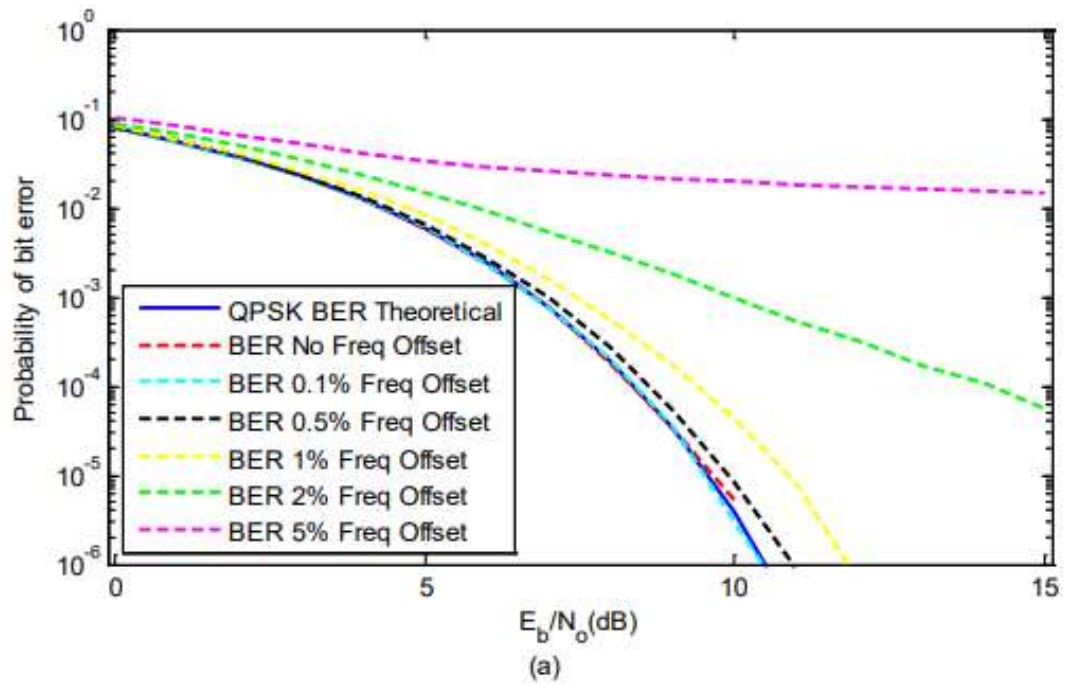 10^0
10^-1
10^-2
10^-3
10^-4
10^-5
10^-6
Probability of bit error
QPSK BER Theoretical
BER No Freq Offset
BER 0.1% Freq Offset
BER 0.5% Freq Offset
BER 1% Freq Offset
BER 2% Freq Offset
BER 5% Freq Offset
0 5 10 15
E_b/N_o(dB)
(a)